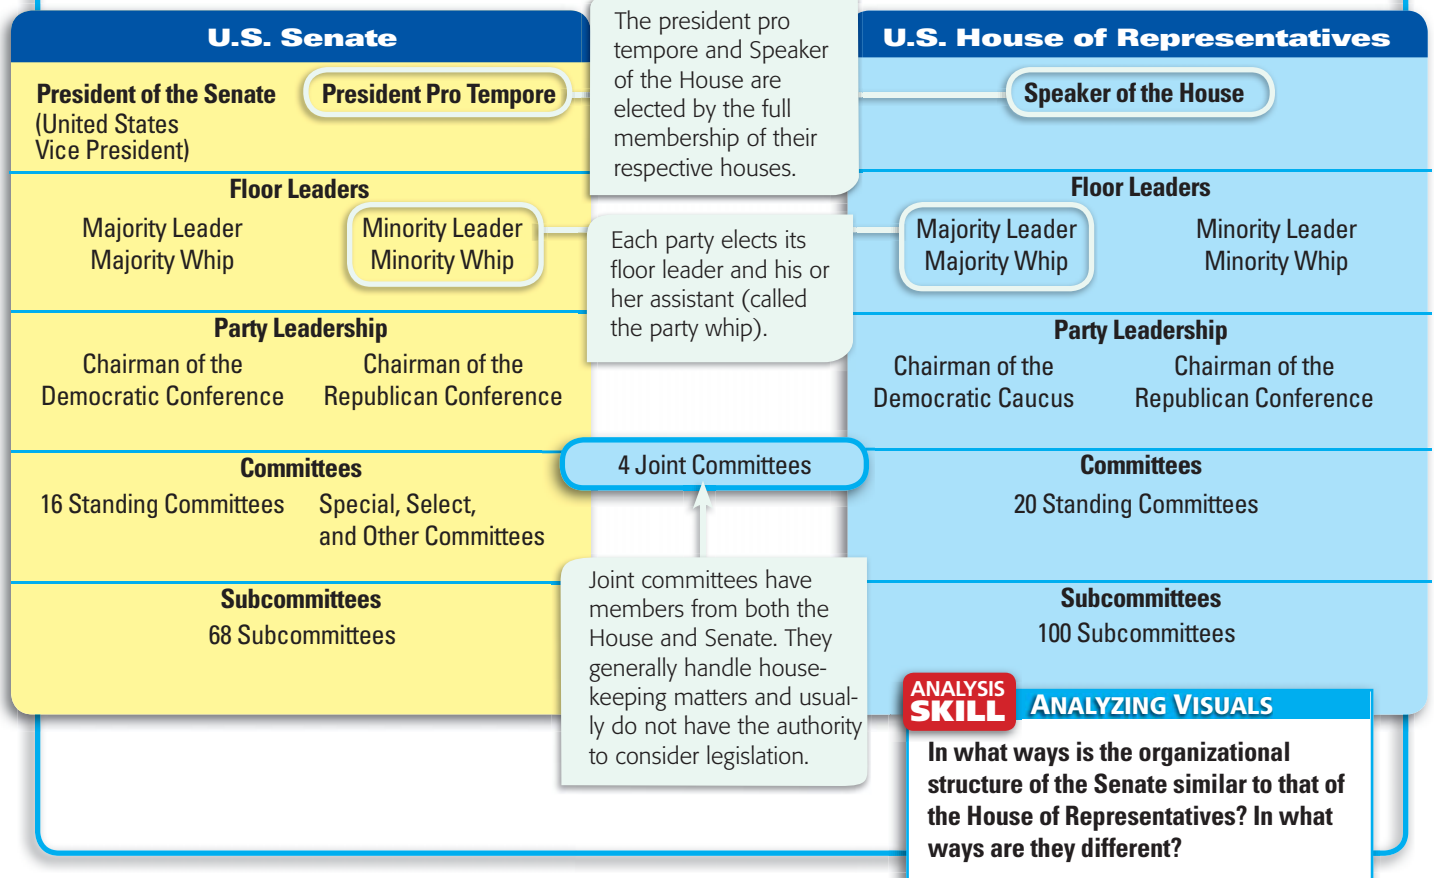 U.S. Senate
President of the Senate
(United States
Vice President)
President Pro Tempore
Floor Leaders
Majority Leader
Majority Whip
Minority Leader
Minority Whip
Party Leadership
Chairman of the
Democratic Conference
Chairman of the
Republican Conference
Committees
16 Standing Committees
Special, Select,
and Other Committees
Subcommittees
68 Subcommittees
The president pro
tempore and Speaker
of the House are
elected by the full
membership of their
respective houses.
Each party elects its
floor leader and his or
her assistant (called
the party whip).
4 Joint Committees
Joint committees have
members from both the
House and Senate. They
generally handle house-
keeping matters and usual-
ly do not have the authority
to consider legislation.
U.S. House of Representatives
Speaker of the House
Floor Leaders
Majority Leader
Majority Whip
Minority Leader
Minority Whip
Party Leadership
Chairman of the
Democratic Caucus
Chairman of the
Republican Conference
Committees
20 Standing Committees
Subcommittees
100 Subcommittees
ANALYSIS
SKILL
ANALYZING VISUALS
In what ways is the organizational
structure of the Senate similar to that of
the House of Representatives? In what
ways are they different?